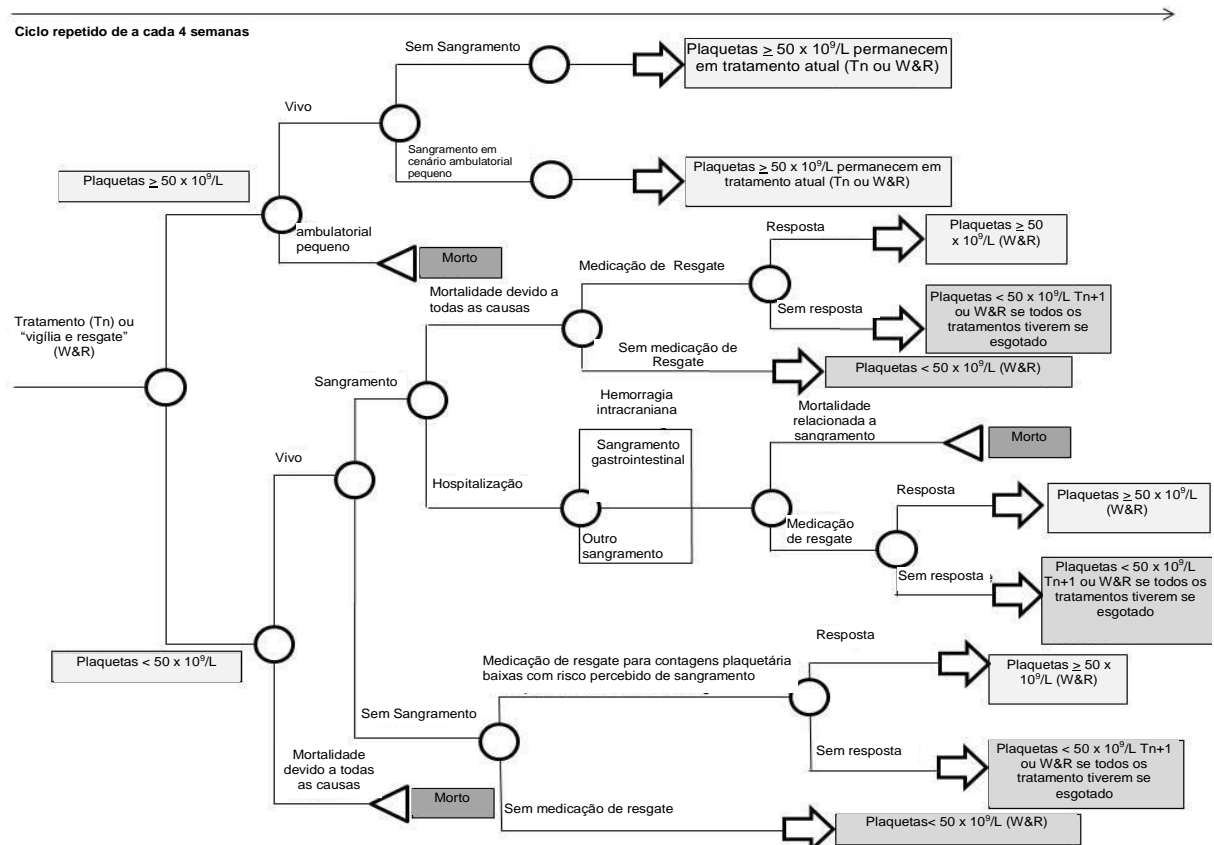 Ciclo repetido de a cada 4 semanas
Sem Sangramento
Plaquetas ≥ 50 x 10⁹/L permanecem
em tratamento atual (Tn ou W&R)
Vivo
Sangramento em
cenário ambulatorial
pequeno
Plaquetas ≥ 50 x 10⁹/L permanecem em
tratamento atual (Tn ou W&R)
Plaquetas ≥ 50 x 10⁹/L
ambulatorial
pequeno
Morto
Resposta
Plaquetas ≥ 50
x 10⁹/L (W&R)
Medicação de Resgate
Mortalidade devido a
todas as causas
Sem resposta
Plaquetas < 50 x 10⁹/L Tn+1
ou W&R se todos os
tratamentos tiverem se
esgotado
Tratamento (Tn) ou
“vigília e resgate”
(W&R)
Sem medicação de
Resgate
Plaquetas < 50 x 10⁹/L (W&R)
Sangramento
Hemorragia
intracraniana
Mortalidade
relacionada a
sangramento
Morto
Sangramento
gastrointestinal
Vivo
Hospitalização
Outro
sangramento
Medicação
de resgate
Resposta
Plaquetas ≥ 50 x 10⁹/L
(W&R)
Sem resposta
Plaquetas < 50 x 10⁹/L
Tn+1 ou W&R se todos os
tratamentos tiverem se
esgotado
Plaquetas < 50 x 10⁹/L
Medicação de resgate para contagens plaquetária
baixas com risco percebido de sangramento
Resposta
Plaquetas ≥ 50 x
10⁹/L (W&R)
Sem Sangramento
Sem resposta
Plaquetas < 50 x 10⁹/L Tn+1
ou W&R se todos os
tratamento tiverem se
esgotado
Mortalidade
devido a todas
as causas
Morto
Sem medicação de resgate
Plaquetas< 50 x 10⁹/L (W&R)